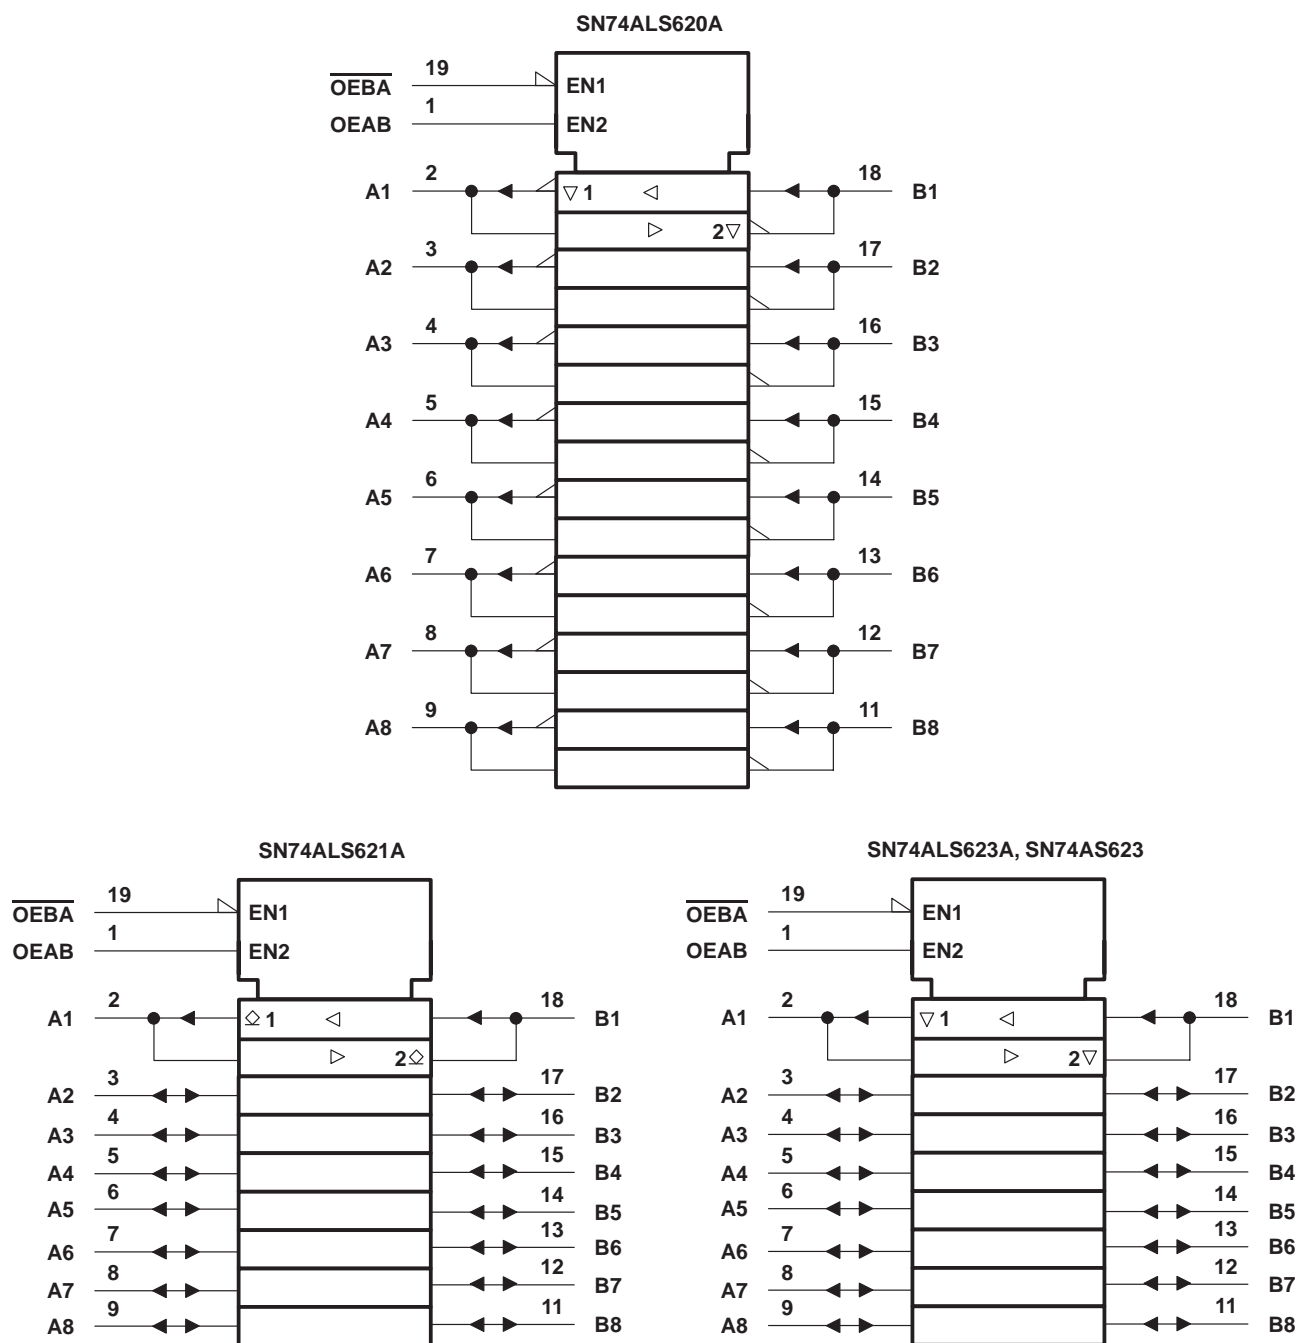 SN74ALS620A
OEBA 19 EN1
OEAB 1 EN2
A1 2 ▽ 1 ◁ 18 B1
▷ 2▽
A2 3 17 B2
A3 4 16 B3
A4 5 15 B4
A5 6 14 B5
A6 7 13 B6
A7 8 12 B7
A8 9 11 B8
SN74ALS621A
OEBA 19 EN1
OEAB 1 EN2
A1 2 1 18 B1
2
A2 3 17 B2
A3 4 16 B3
A4 5 15 B4
A5 6 14 B5
A6 7 13 B6
A7 8 12 B7
A8 9 11 B8
SN74ALS623A, SN74AS623
OEBA 19 EN1
OEAB 1 EN2
A1 2 ▽ 1 ◁ 18 B1
▷ 2▽
A2 3 17 B2
A3 4 16 B3
A4 5 15 B4
A5 6 14 B5
A6 7 13 B6
A7 8 12 B7
A8 9 11 B8